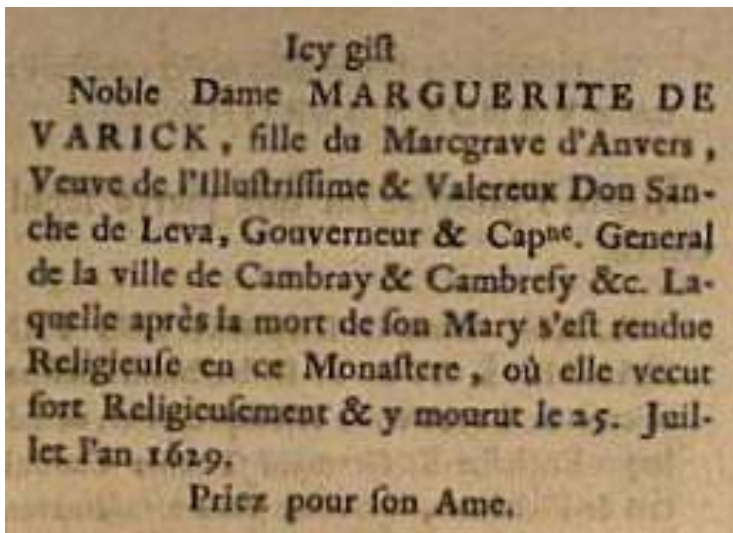 Icy giſt
Noble Dame MARGUERITE DE
VARICK, fille du Marcgrave d'Anvers,
Veuve de l'Illuſtriſſime & Valereux Don San-
che de Leva, Gouverneur & Capⁿᵉ. General
de la ville de Cambray & Cambreſy &c. La-
quelle après la mort de ſon Mary s'eſt rendue
Religieuſe en ce Monaſtere, où elle vecut
fort Religieuſement & y mourut le 25. Juil-
let l'an 1629.
Priez pour ſon Ame.